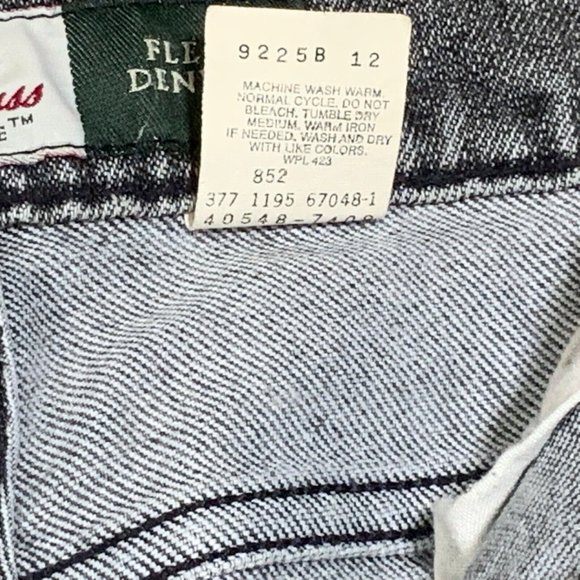 9225B 12
MACHINE WASH WARM.
NORMAL CYCLE. DO NOT
BLEACH. TUMBLE DRY
MEDIUM. WARM IRON
IF NEEDED. WASH AND DRY
WITH LIKE COLORS.
WPL 423
852
377 1195 67048-1